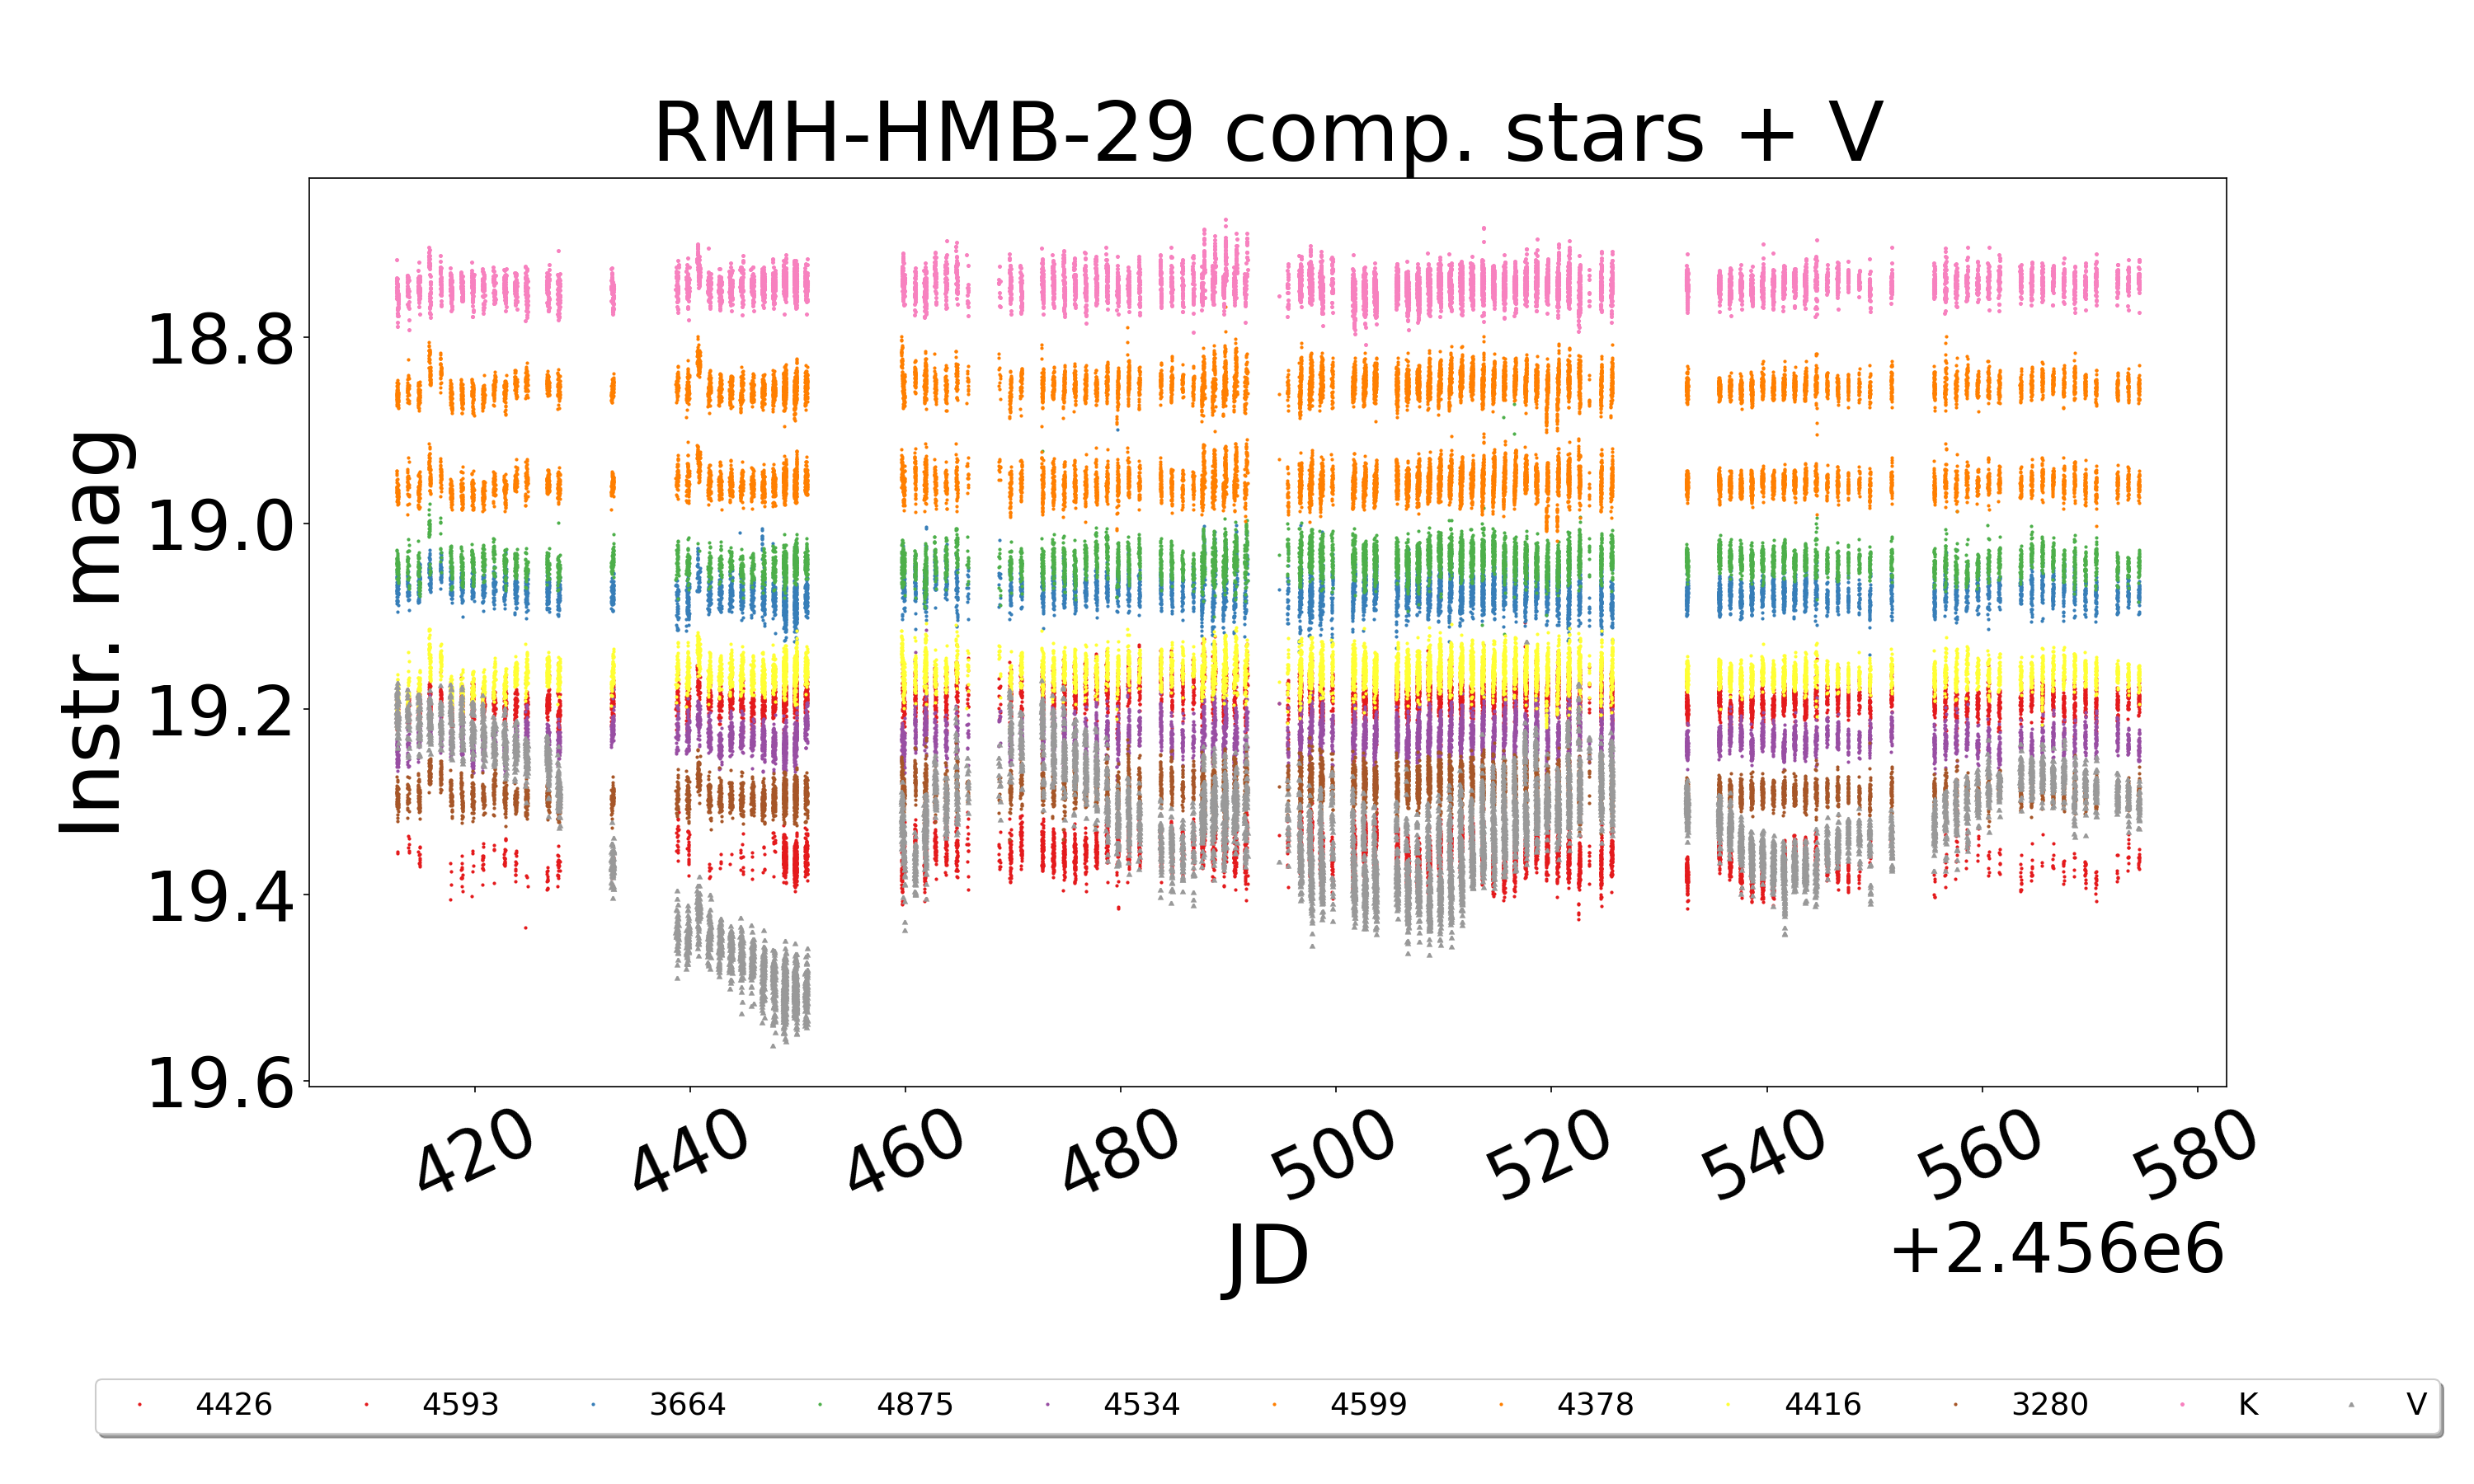 RMH-HMB-29 comp. stars + V
Instr. mag
18.8
19.0
19.2
19.4
19.6
420 440 460 480 500 520 540 560 580
JD
+2.456e6
4426 4593 3664 4875 4534 4599 4378 4416 3280 K V